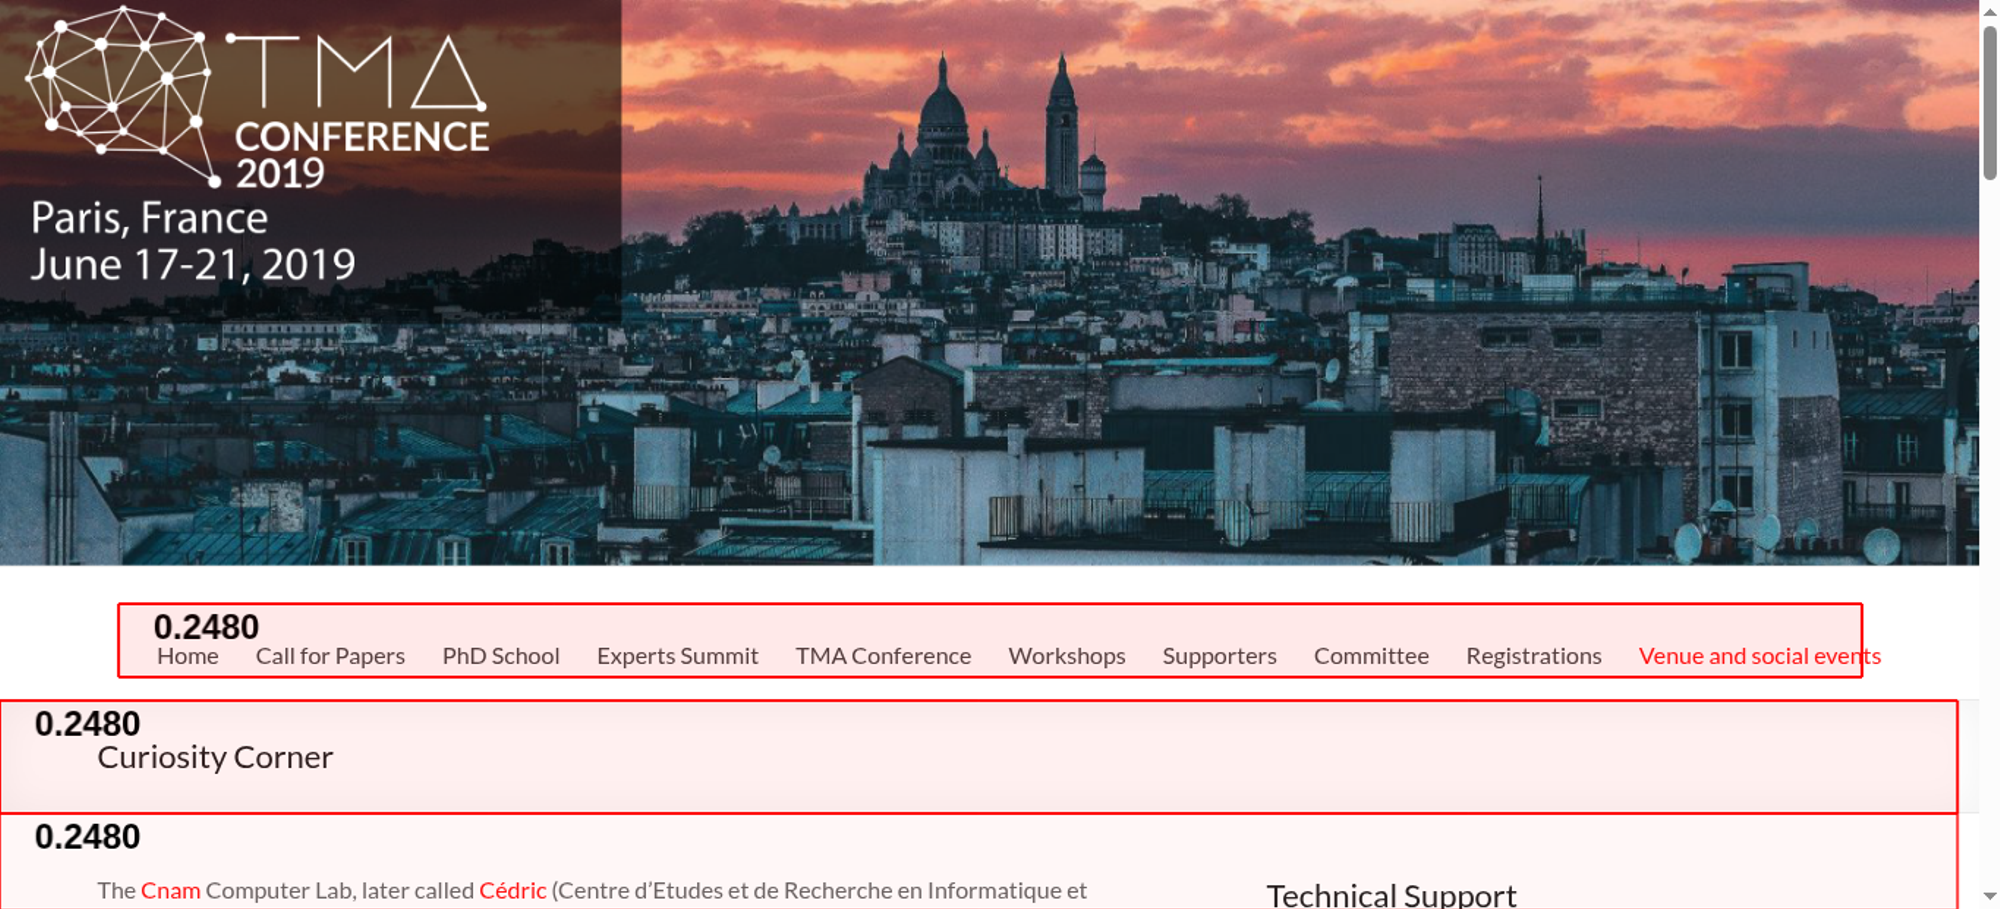 TMA
CONFERENCE
2019
Paris, France
June 17-21, 2019
0.2480
Home Call for Papers PhD School Experts Summit TMA Conference Workshops Supporters Committee Registrations Venue and social events
0.2480
Curiosity Corner
0.2480
The Cnam Computer Lab, later called Cédric (Centre d’Etudes et de Recherche en Informatique et
Technical Support